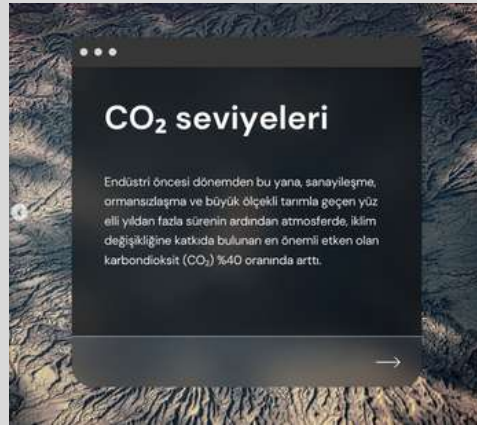 CO₂ seviyeleri
Endüstri öncesi dönemden bu yana, sanayileşme,
ormansızlaşma ve büyük ölçekli tarımla geçen yüz
elli yıldan fazla sürenin ardından atmosferde, iklim
değişikliğine katkıda bulunan en önemli etken olan
karbondioksit (CO₂) %40 oranında arttı.